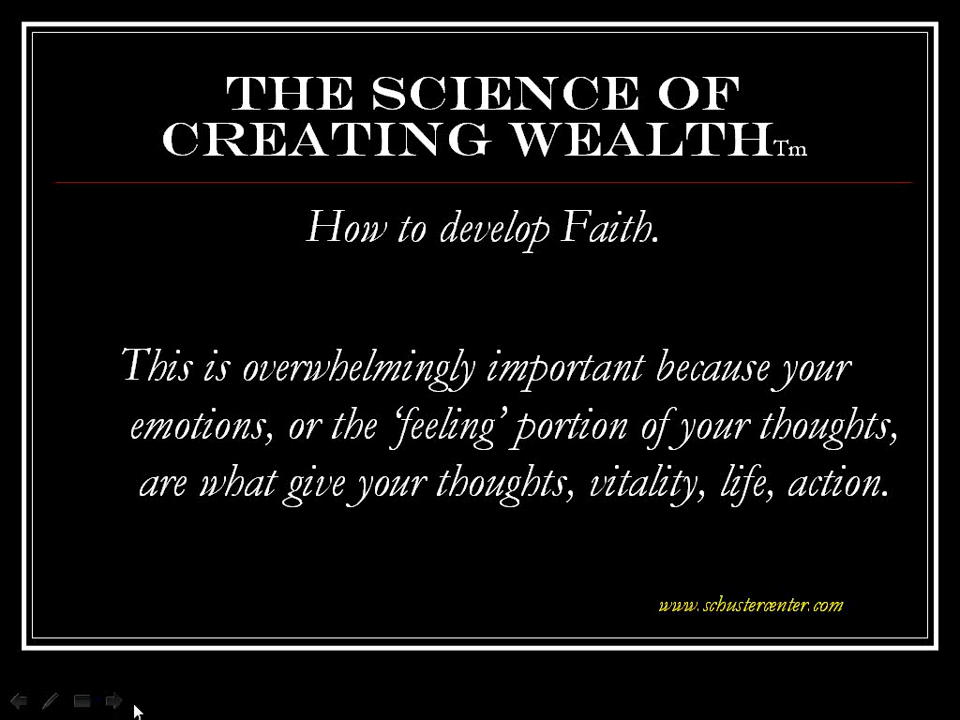 THE SCIENCE OF
CREATING WEALTHTm
How to develop Faith.
This is overwhelmingly important because your
emotions, or the ‘feeling’ portion of your thoughts,
are what give your thoughts, vitality, life, action.
www.schustercenter.com